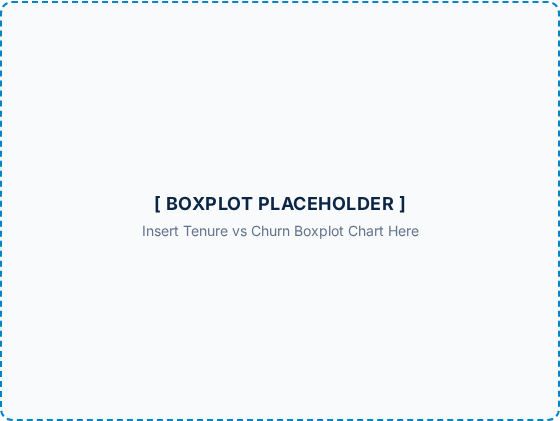 [ BOXPLOT PLACEHOLDER ]
Insert Tenure vs Churn Boxplot Chart Here